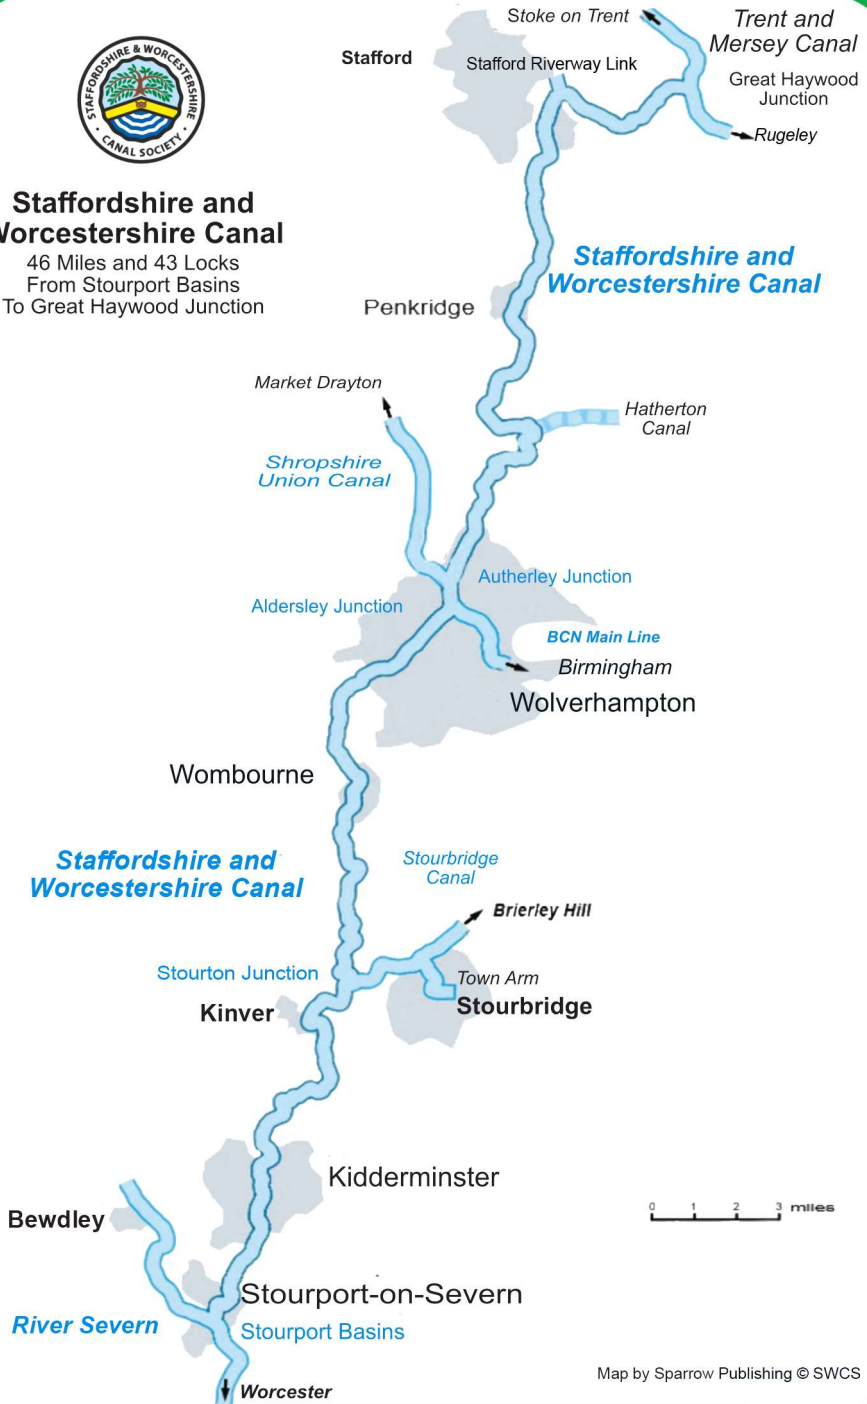 STAFFORDSHIRE & WORCESTERSHIRE
• CANAL SOCIETY •
Staffordshire and
Worcestershire Canal
46 Miles and 43 Locks
From Stourport Basins
To Great Haywood Junction
Stoke on Trent
Trent and
Mersey Canal
Stafford
Stafford Riverway Link
Great Haywood
Junction
Rugeley
Staffordshire and
Worcestershire Canal
Penkridge
Market Drayton
Hatherton
Canal
Shropshire
Union Canal
Autherley Junction
Aldersley Junction
BCN Main Line
Birmingham
Wolverhampton
Wombourne
Staffordshire and
Worcestershire Canal
Stourbridge
Canal
Brierley Hill
Stourton Junction
Town Arm
Kinver
Stourbridge
Kidderminster
0 1 2 3 miles
Bewdley
Stourport-on-Severn
River Severn
Stourport Basins
Map by Sparrow Publishing © SWCS
Worcester